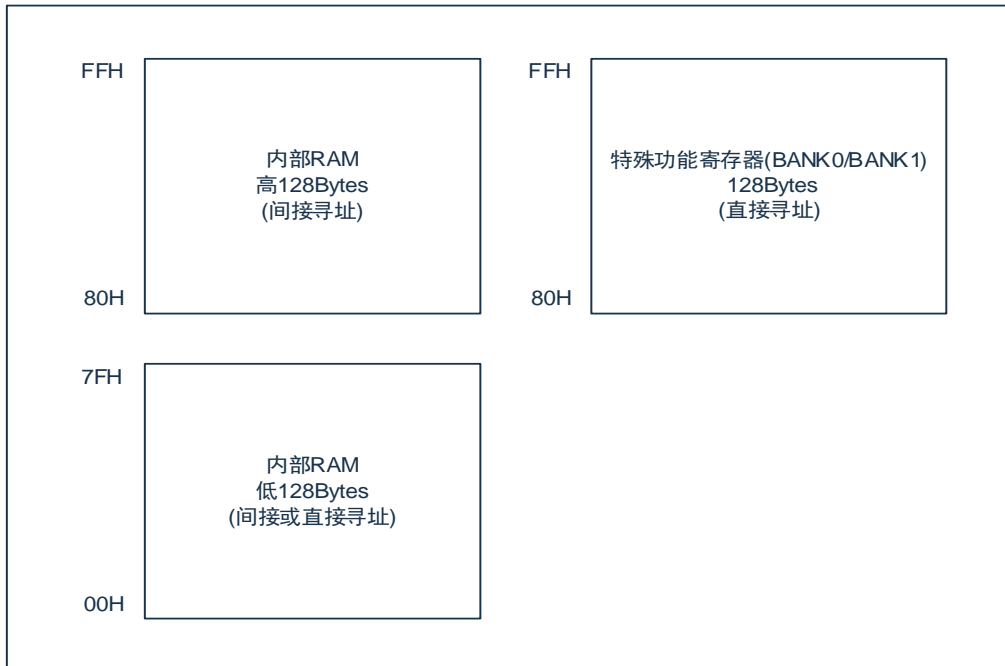 FFH
内部RAM
高128Bytes
(间接寻址)
80H
FFH
特殊功能寄存器(BANK0/BANK1)
128Bytes
(直接寻址)
80H
7FH
内部RAM
低128Bytes
(间接或直接寻址)
00H